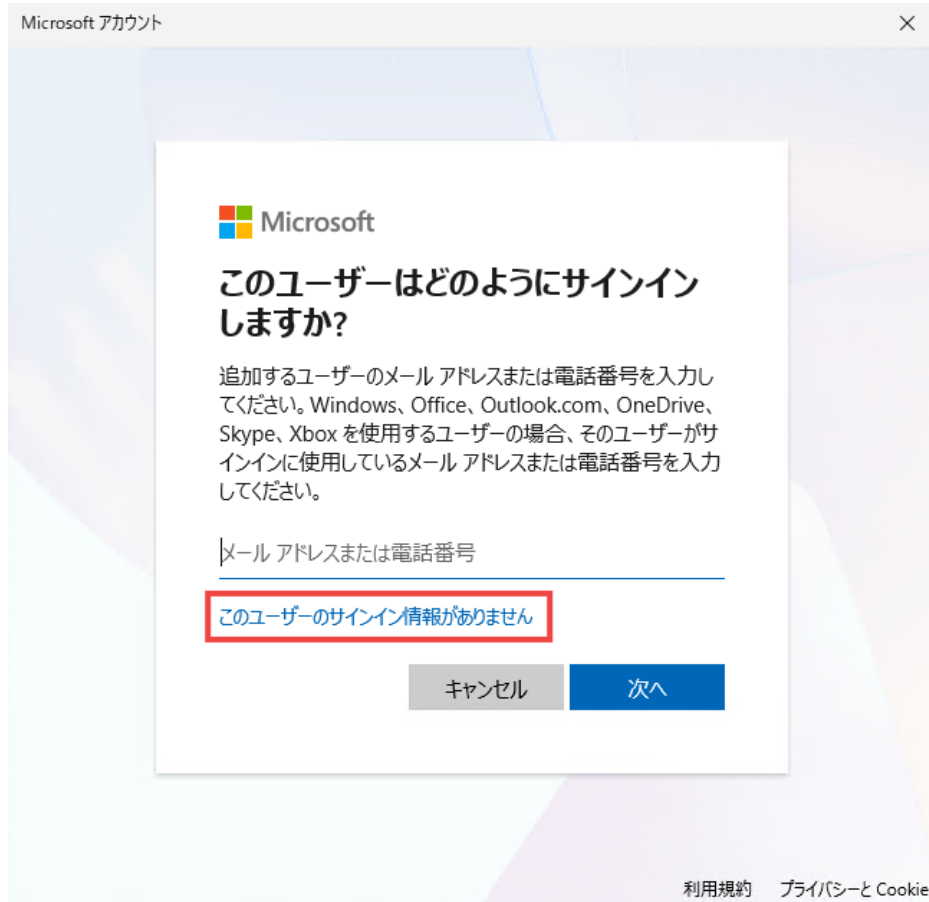 Microsoft アカウント
Microsoft
このユーザーはどのようにサインイン
しますか?
追加するユーザーのメール アドレスまたは電話番号を入力し
てください。Windows、Office、Outlook.com、OneDrive、
Skype、Xbox を使用するユーザーの場合、そのユーザーがサ
インインに使用しているメール アドレスまたは電話番号を入力
してください。
メール アドレスまたは電話番号
このユーザーのサインイン情報がありません
キャンセル 次へ
利用規約 プライバシーと Cookie